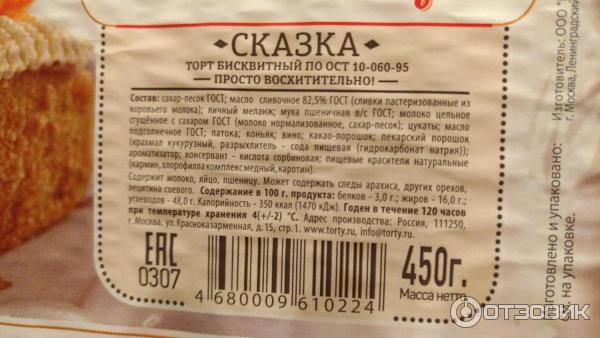 СКАЗКА
ТОРТ БИСКВИТНЫЙ ПО ОСТ 10-060-95
ПРОСТО ВОСХИТИТЕЛЬНО!
Состав: сахар-песок ГОСТ; масло сливочное 82,5% ГОСТ (сливки пастеризованные из
коровьего молока); яичный меланж; мука пшеничная в/с ГОСТ; молоко цельное
сгущённое с сахаром ГОСТ (молоко нормализованное, сахар-песок); цукаты; масло
подсолнечное ГОСТ; патока; коньяк; вино; какао-порошок; пекарский порошок
(крахмал кукурузный, разрыхлитель - сода пищевая (гидрокарбонат натрия));
ароматизатор; консервант - кислота сорбиновая; пищевые красители натуральные
(кармин, хлорофилла комплекс медный, каротин).
Содержит молоко, яйцо, пшеницу. Может содержать следы арахиса, других орехов,
лецитина соевого. Содержание в 100 г. продукта: белков - 3,0 г.; жиров - 16,0 г.;
углеводов - 48,0 г. Калорийность - 350 ккал (1470 кДж). Годен в течение 120 часов
при температуре хранения 4(+/-2) °С. Адрес производства: Россия, 111250,
г. Москва, ул.Красноказарменная, д.15, стр. 1. www.torty.ru, info@torty.ru
ЕАС
0307
4 680009 610224
450г.
Масса нетто
Изготовитель: ООО "
г. Москва, Ленинградский
Изготовлено и упаковано:
на упаковке.
ОТЗОВИК